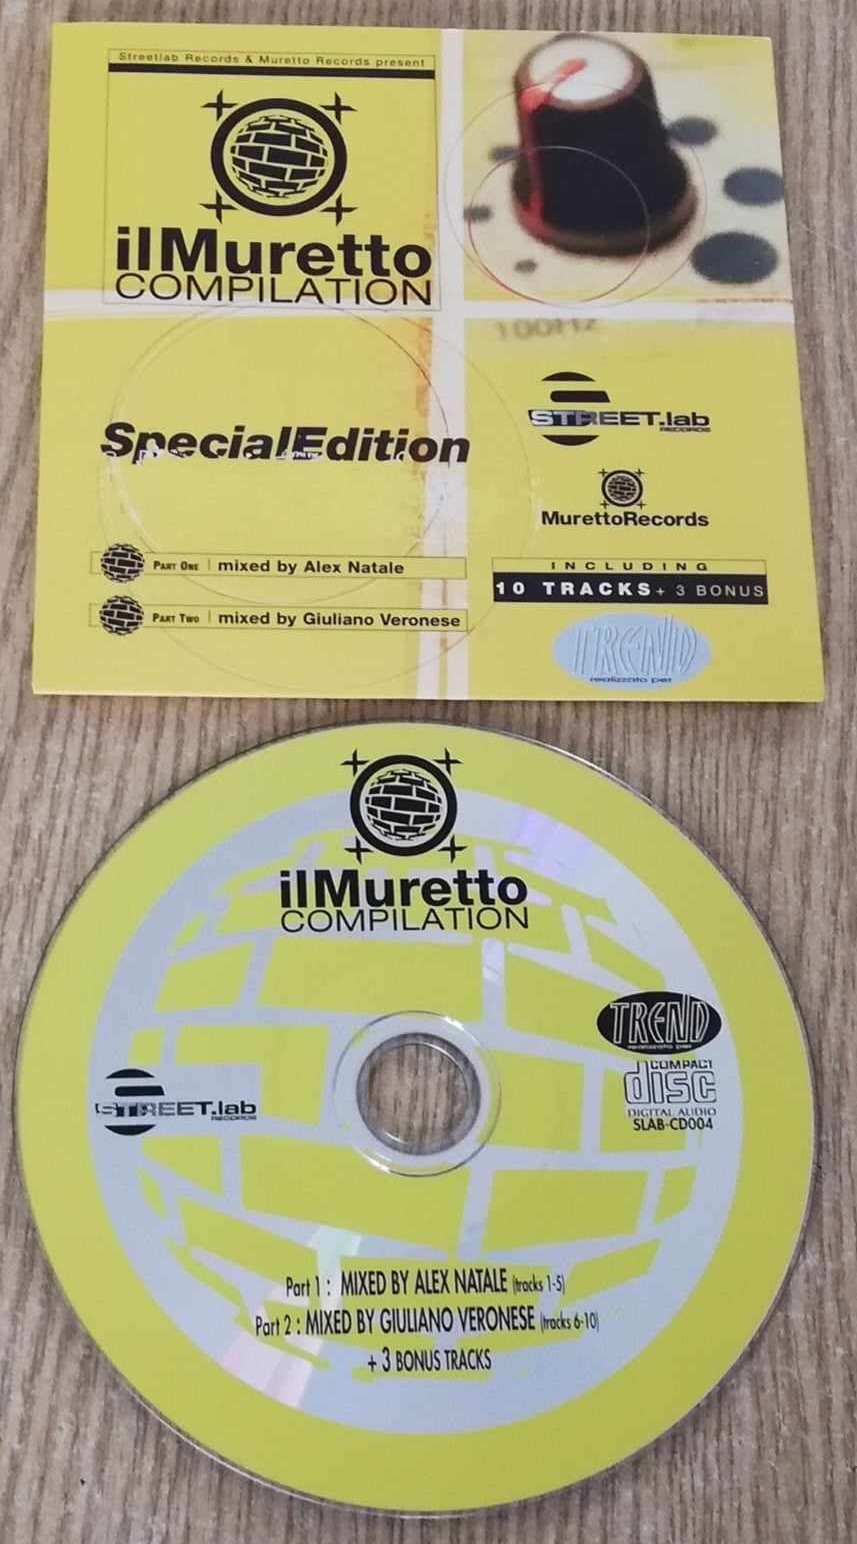 Streetlab Records & Muretto Records present
ilMuretto
COMPILATION
100Hz
SpecialEdition
STREET.lab
RECORDS
MurettoRecords
PART ONE | mixed by Alex Natale
PART TWO | mixed by Giuliano Veronese
INCLUDING
10 TRACKS + 3 BONUS
TREND
realizzato per
ilMuretto
COMPILATION
TREND
realizzato per
COMPACT
disc
DIGITAL AUDIO
SLAB-CD004
STREET.lab
RECORDS
Part 1 : MIXED BY ALEX NATALE (tracks 1-5)
Part 2 : MIXED BY GIULIANO VERONESE (tracks 6-10)
+ 3 BONUS TRACKS